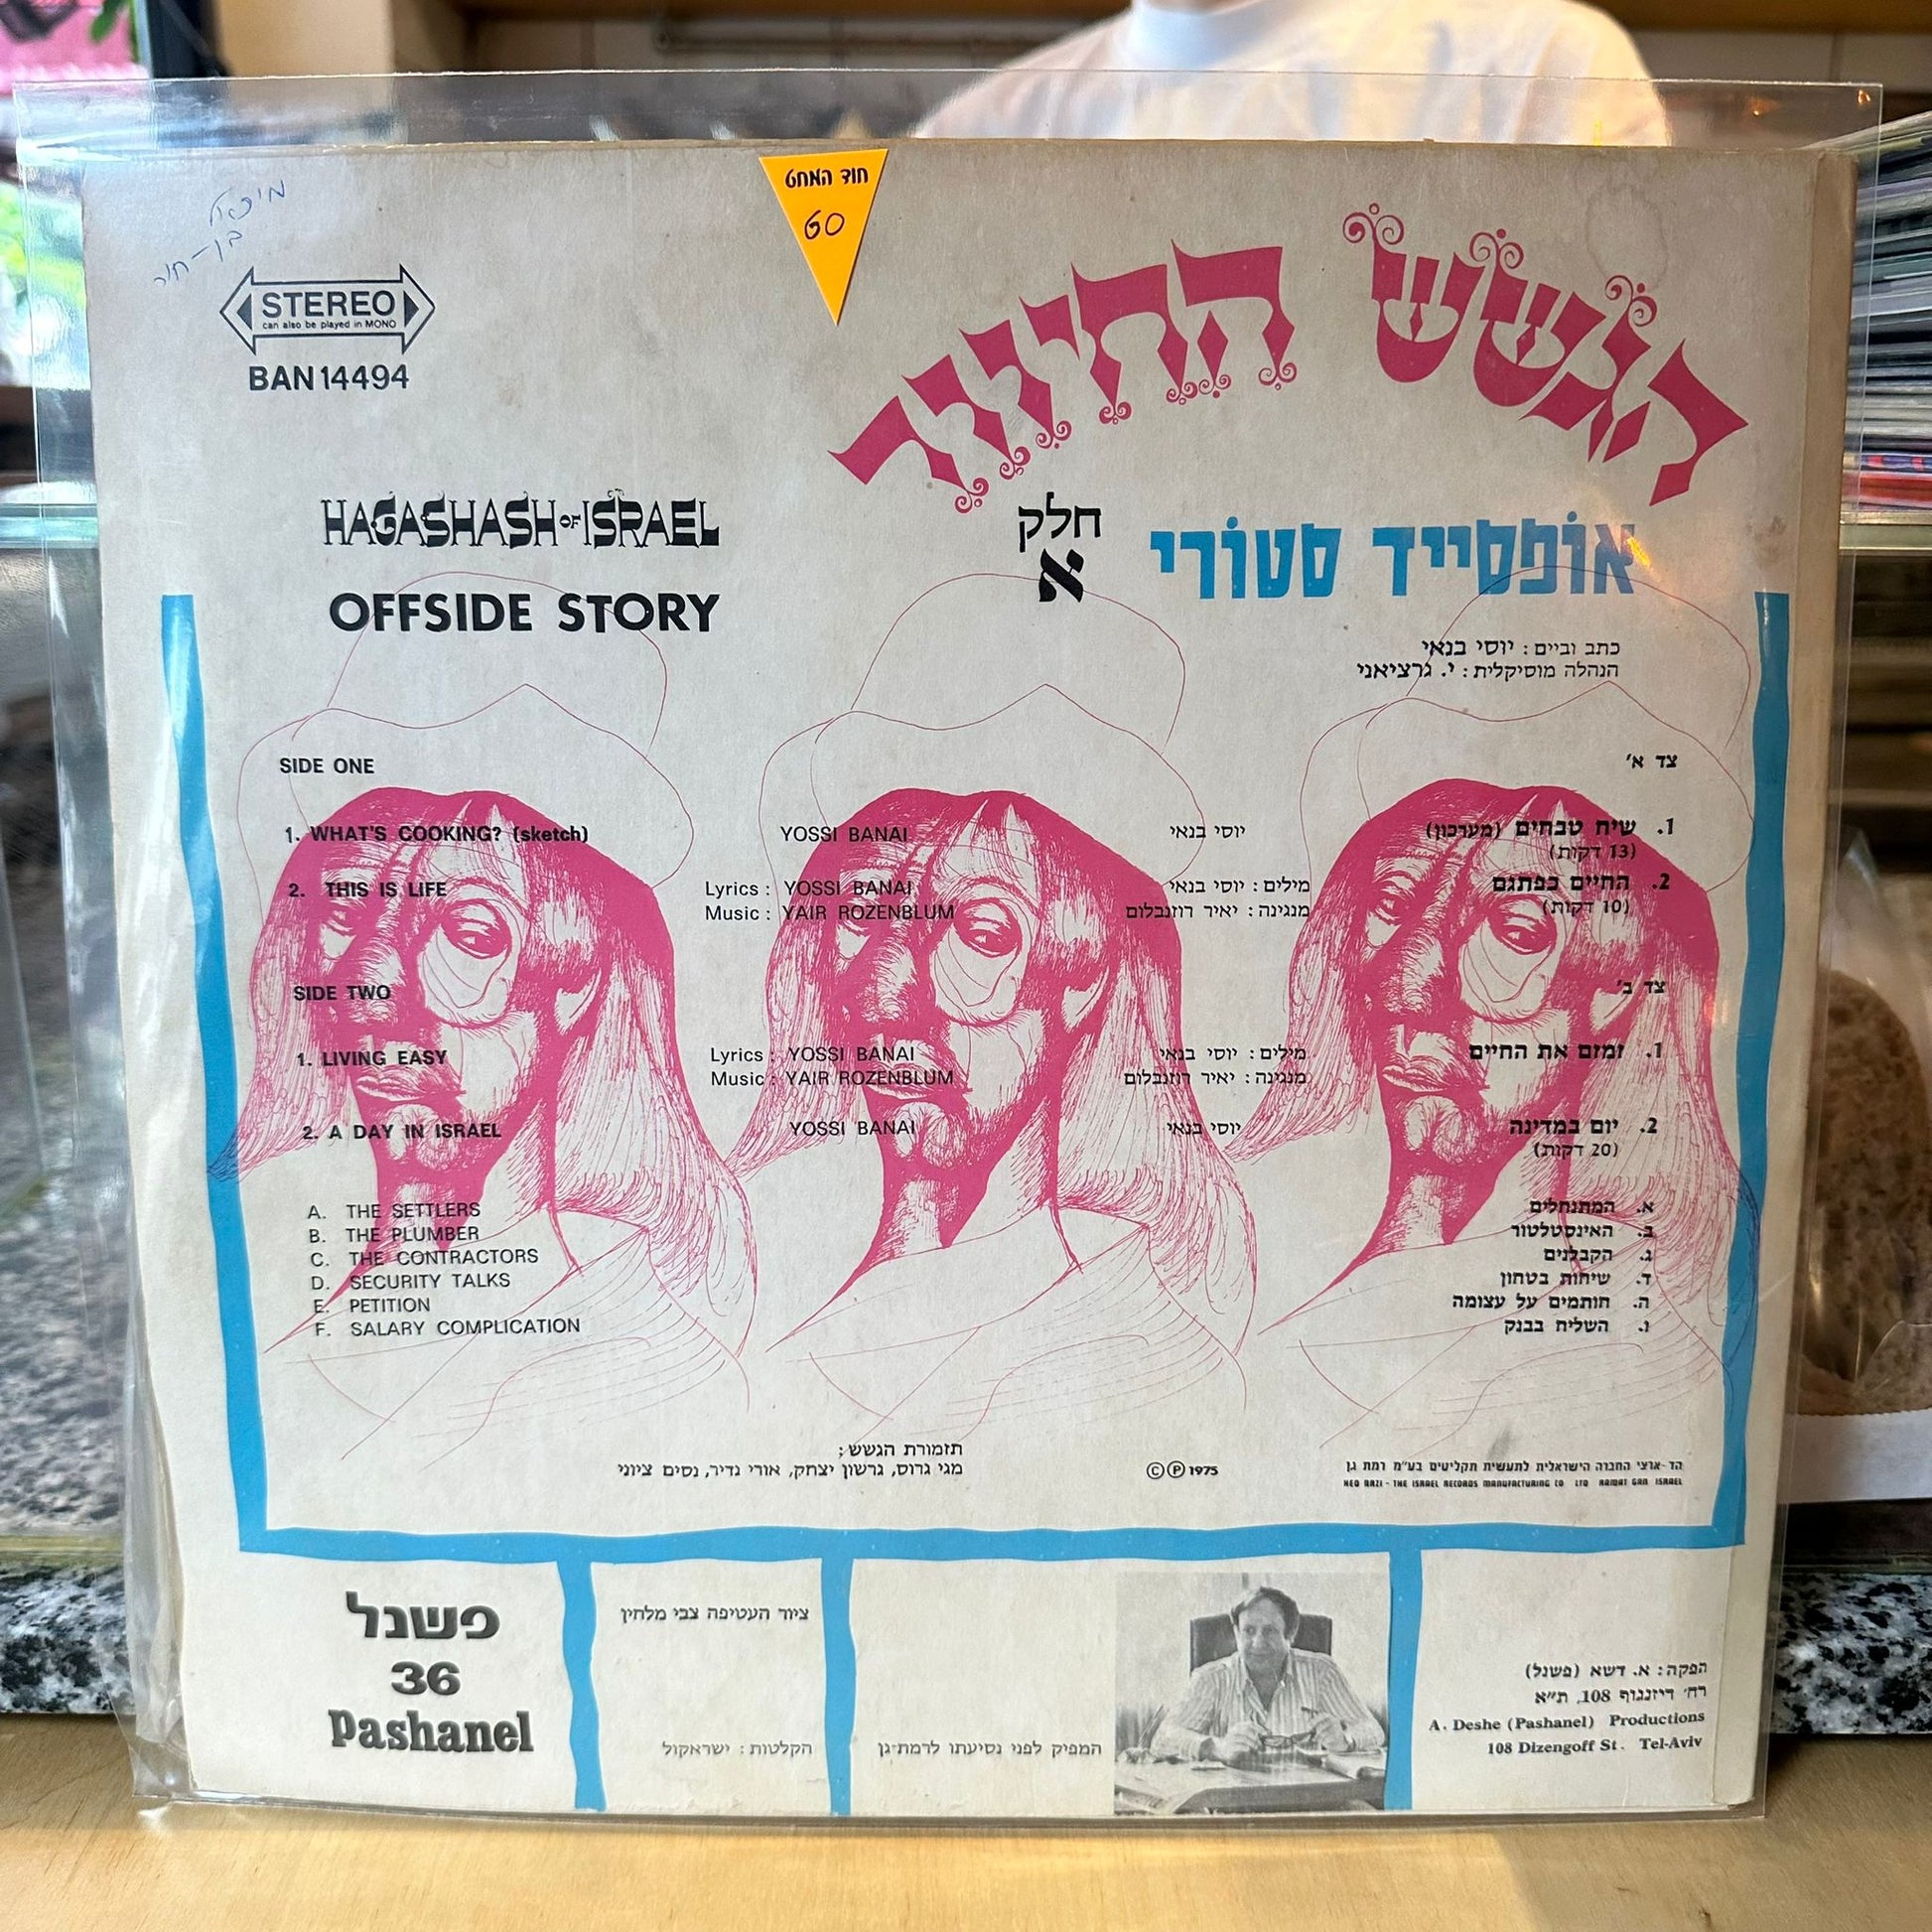 חוד המחט
60
מיכאל
בן-חור
STEREO
can also be played in MONO
BAN 14494
הגשש החיוור
HAGASHASH OF ISRAEL
OFFSIDE STORY
אופסייד סטורי
חלק
א
כתב וביים : יוסי בנאי
הנהלה מוסיקלית : י. גרציאני
SIDE ONE
צד א׳
1. WHAT'S COOKING? (sketch) YOSSI BANAI
יוסי בנאי
1. שיח טבחים (מערכון)
(13 דקות)
2. THIS IS LIFE
Lyrics : YOSSI BANAI
Music : YAIR ROZENBLUM
מילים : יוסי בנאי
מנגינה : יאיר רוזנבלום
2. החיים כפתגם
(10 דקות)
SIDE TWO
צד ב׳
1. LIVING EASY
Lyrics : YOSSI BANAI
Music : YAIR ROZENBLUM
מילים : יוסי בנאי
מנגינה : יאיר רוזנבלום
1. זמזם את החיים
2. A DAY IN ISRAEL YOSSI BANAI
יוסי בנאי
2. יום במדינה
(20 דקות)
A. THE SETTLERS
B. THE PLUMBER
C. THE CONTRACTORS
D. SECURITY TALKS
E. PETITION
F. SALARY COMPLICATION
א. המתנחלים
ב. האינסטלטור
ג. הקבלנים
ד. שיחות בטחון
ה. חותמים על עצומה
ו. השליח בבנק
תזמורת הגשש ;
מגי גרוס, גרשון יצחק, אורי נדיר, נסים ציוני
© Ⓟ 1975
הד-ארצי החברה הישראלית לתעשית תקליטים בע״מ רמת גן
HED ARZI - THE ISRAEL RECORDS MANUFACTURING CO LTD RAMAT GAN ISRAEL
פשנל
36
Pashanel
ציור העטיפה צבי מלחין
הקלטות : ישראקול
המפיק לפני נסיעתו לרמת-גן
הפקה : א. דשא (פשנל)
רח׳ דיזנגוף 108, ת״א
A. Deshe (Pashanel) Productions
108 Dizengoff St. Tel-Aviv